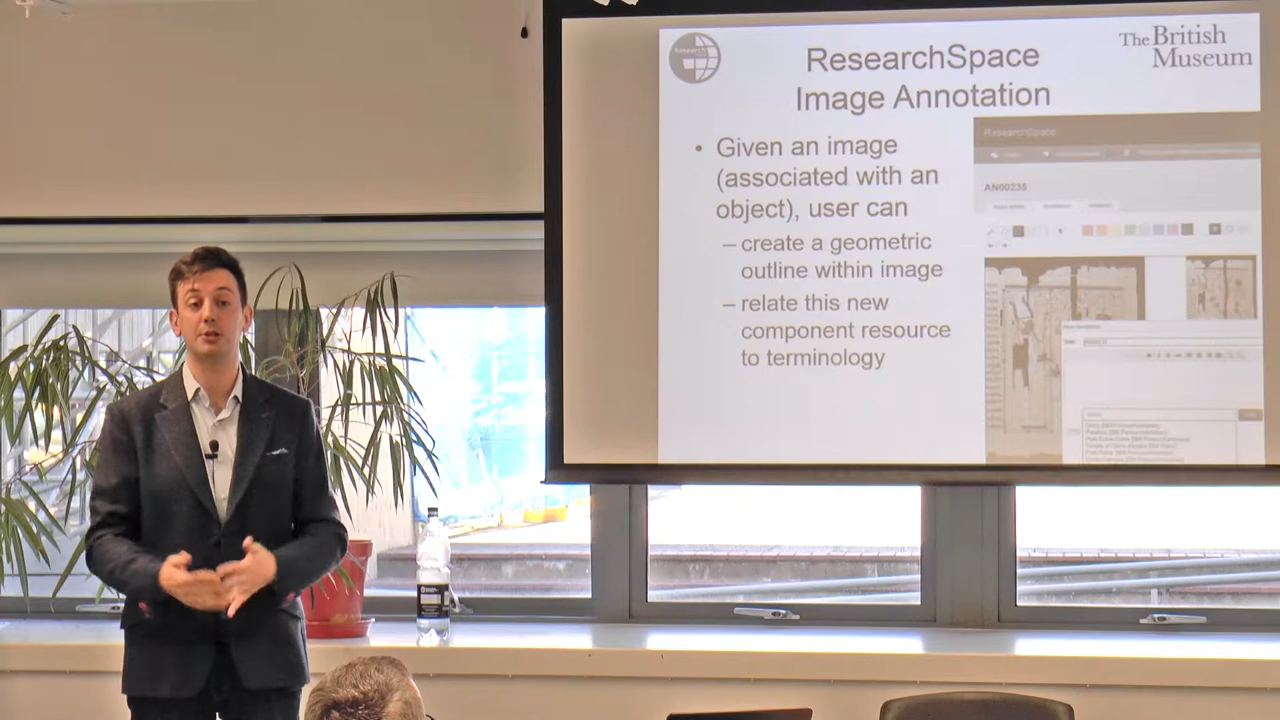 Research
ResearchSpace
Image Annotation
The British
Museum
• Given an image
(associated with an
object), user can
– create a geometric
outline within image
– relate this new
component resource
to terminology
ResearchSpace
AN00235